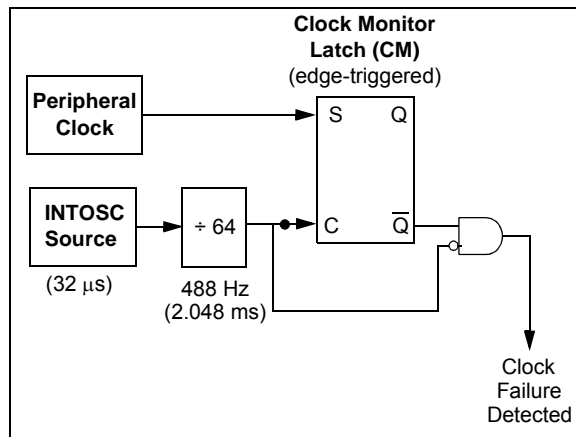 Clock Monitor
Latch (CM)
(edge-triggered)
Peripheral
Clock
S
Q
INTOSC
Source
(32 μs)
÷ 64
488 Hz
(2.048 ms)
C
Q̅
Clock
Failure
Detected